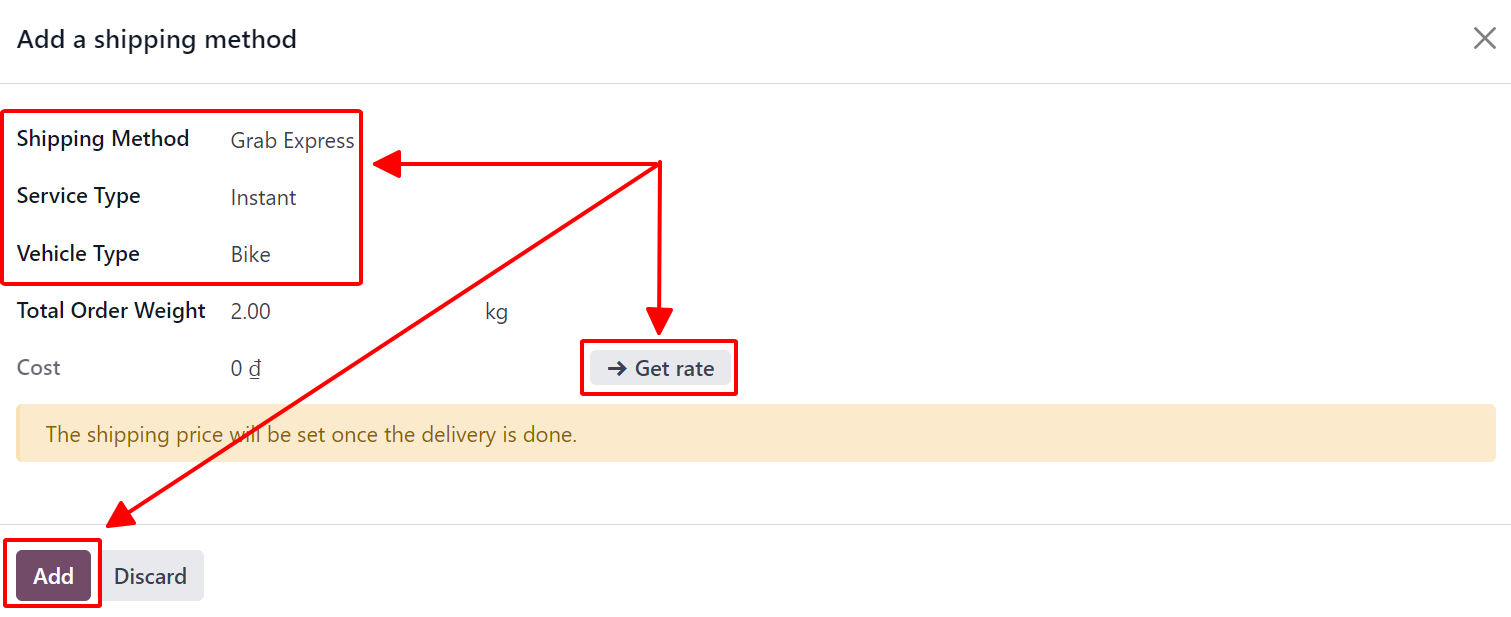 Add a shipping method
Shipping Method Grab Express
Service Type Instant
Vehicle Type Bike
Total Order Weight 2.00 kg
Cost 0 ₫ → Get rate
The shipping price will be set once the delivery is done.
Add Discard